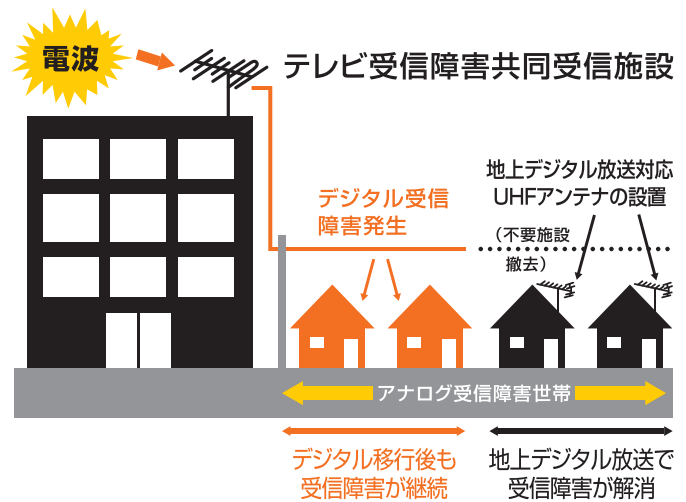 電波
テレビ受信障害共同受信施設
地上デジタル放送対応
UHFアンテナの設置
デジタル受信
障害発生
（不要施設
撤去）
アナログ受信障害世帯
デジタル移行後も
受信障害が継続
地上デジタル放送で
受信障害が解消